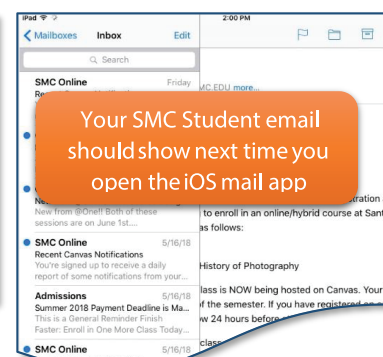 iPad 2:00 PM
Mailboxes Inbox Edit
Search
SMC Online Friday
MC.EDU more...
Your SMC Student email
should show next time you
open the iOS mail app
New from @One!! Both of these
sessions are on June 1st....
to enroll in an online/hybrid course at Sant
as follows:
SMC Online 5/16/18
Recent Canvas Notifications
You're signed up to receive a daily
report of some notifications from your...
History of Photography
Admissions 5/16/18
Summer 2018 Payment Deadline is Ma...
This is a General Reminder Finish
Faster: Enroll in One More Class Today...
lass is NOW being hosted on Canvas. Your
f the semester. If you have registered
w 24 hours before
SMC Online 5/16/18
class